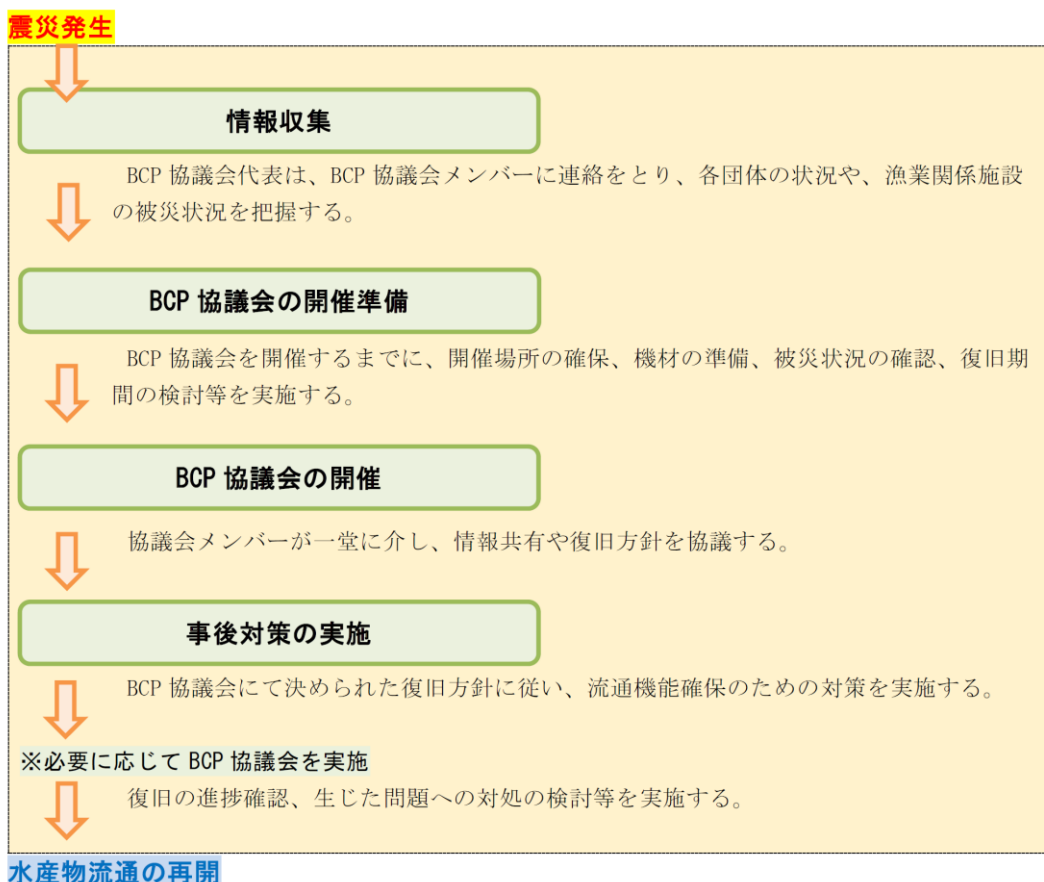 震災発生
情報収集
BCP 協議会代表は、BCP 協議会メンバーに連絡をとり、各団体の状況や、漁業関係施設
の被災状況を把握する。
BCP 協議会の開催準備
BCP 協議会を開催するまでに、開催場所の確保、機材の準備、被災状況の確認、復旧期
間の検討等を実施する。
BCP 協議会の開催
協議会メンバーが一堂に介し、情報共有や復旧方針を協議する。
事後対策の実施
BCP 協議会にて決められた復旧方針に従い、流通機能確保のための対策を実施する。
※必要に応じて BCP 協議会を実施
復旧の進捗確認、生じた問題への対処の検討等を実施する。
水産物流通の再開